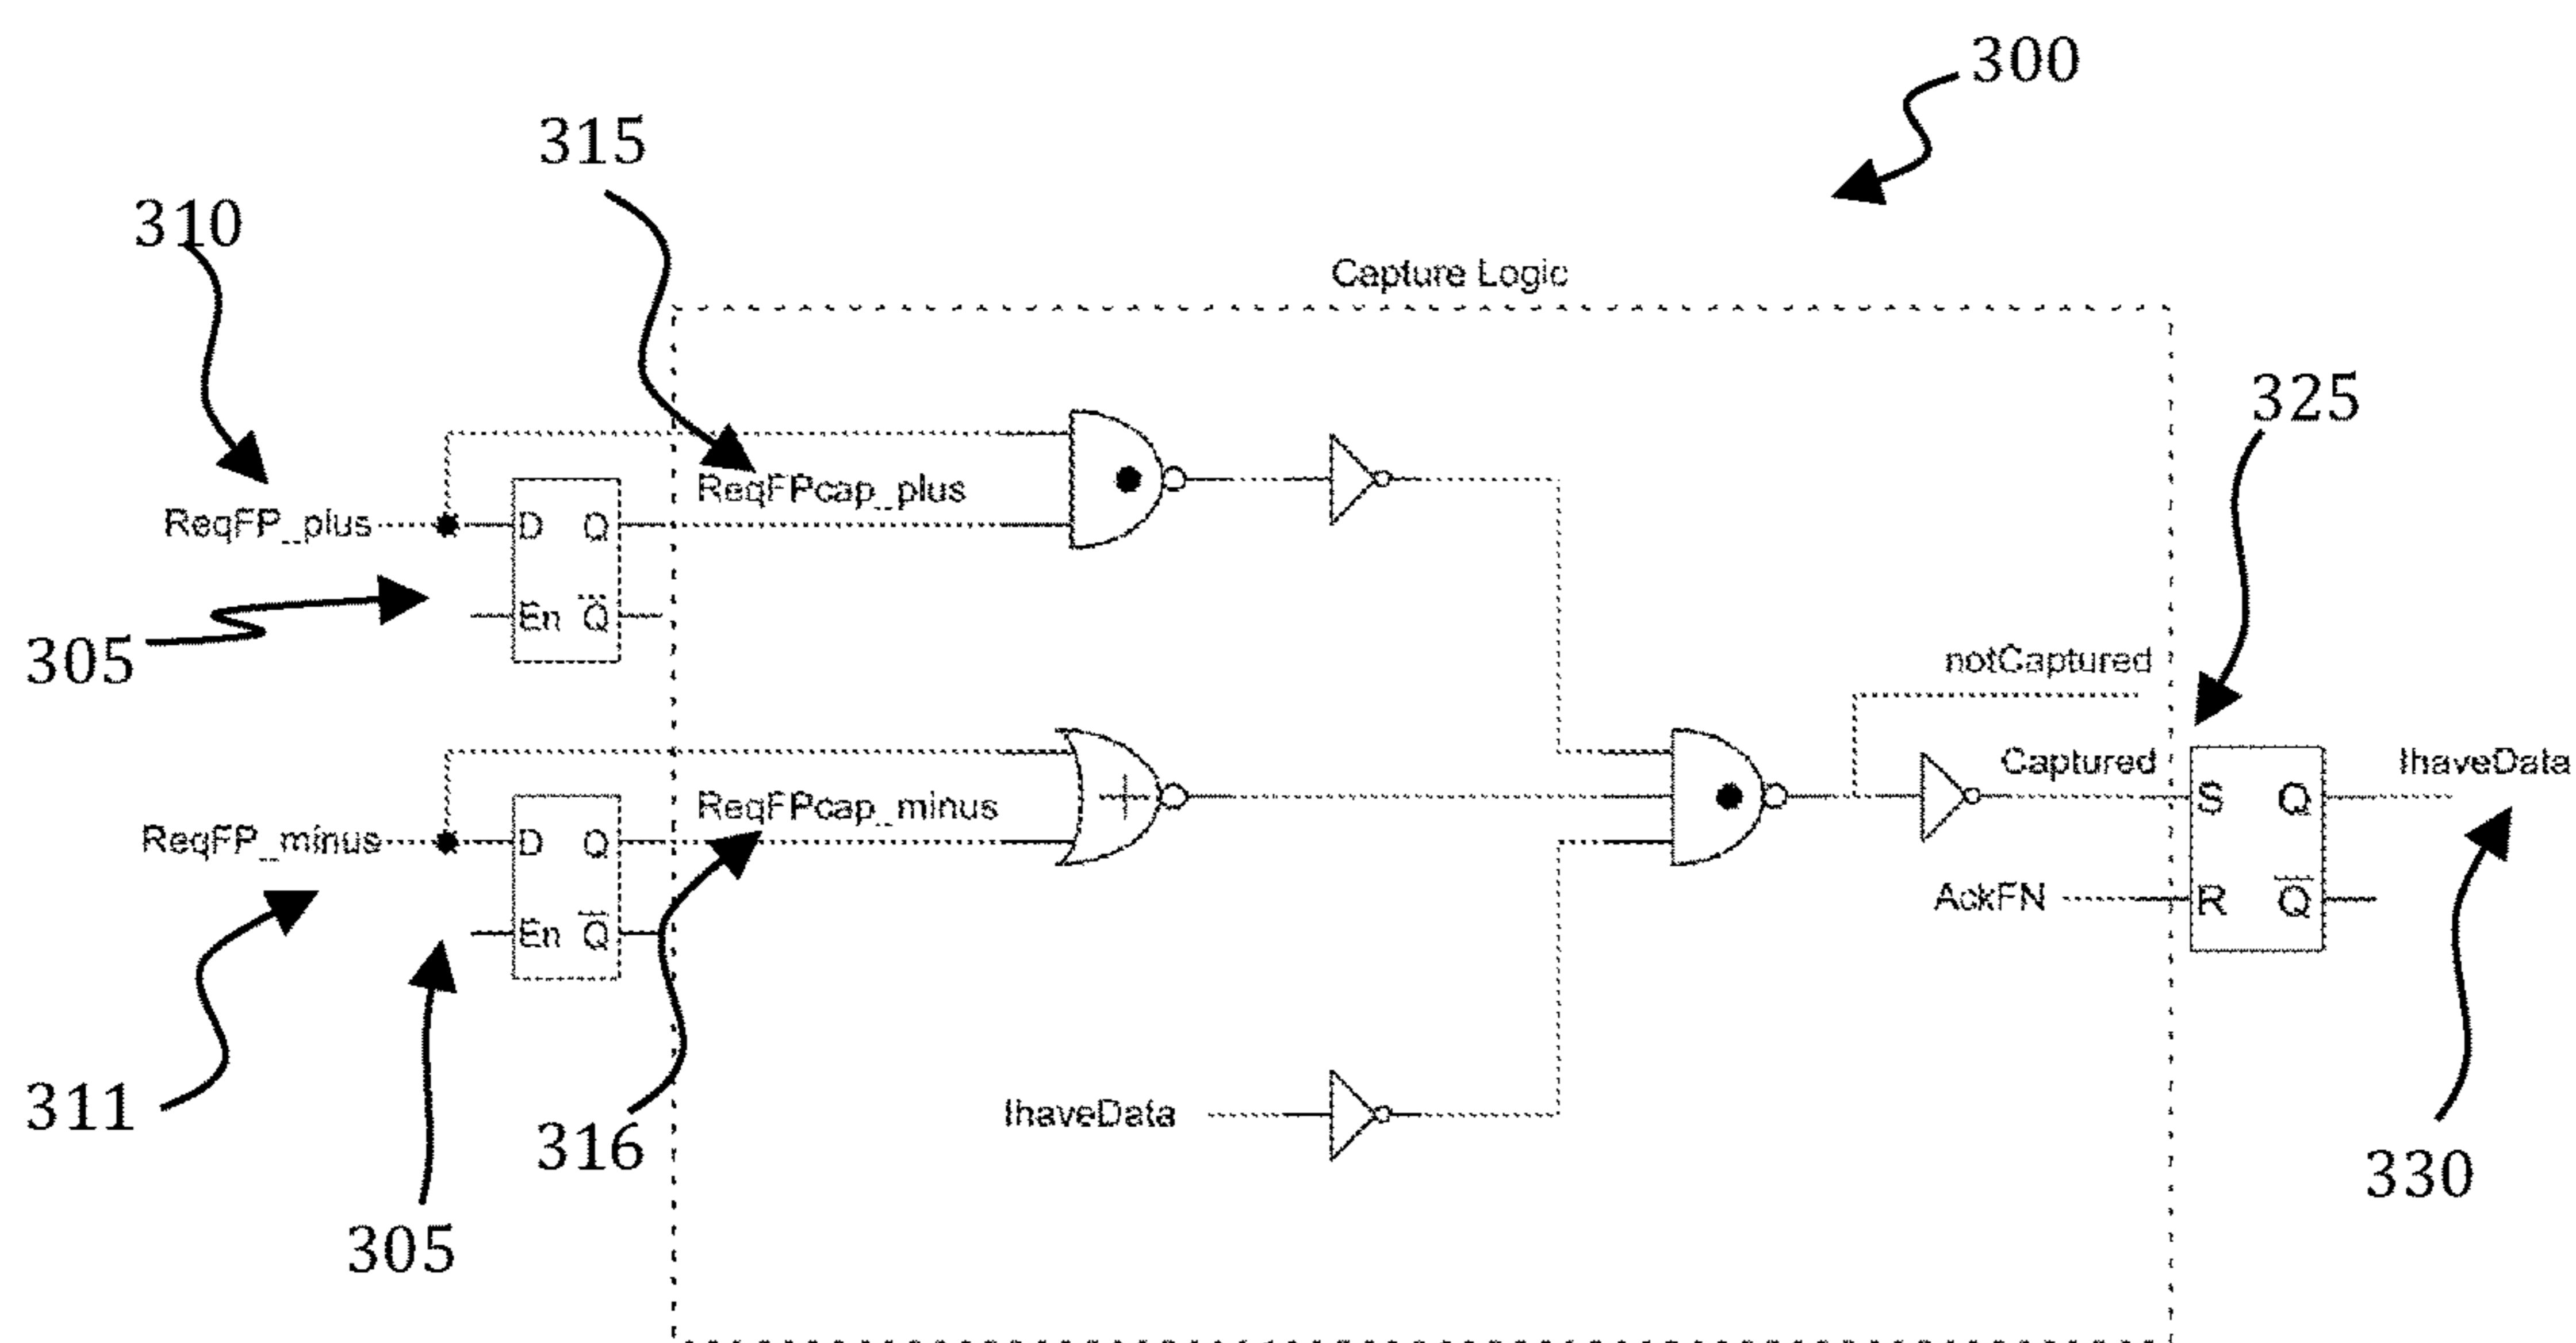 300
315
310
Capture Logic
325
ReqFPcap_plus
ReqFP_plus
D Q
En Q
305
notCaptured
Captured
IhaveData
S Q
ReqFPcap_minus
ReqFP_minus
D Q
AckFN
R Q
En Q
311
IhaveData
316
330
305